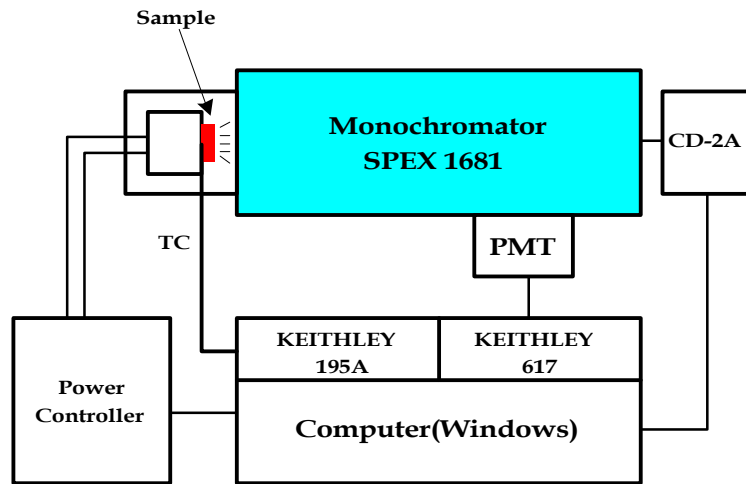 Sample
Monochromator
SPEX 1681
CD-2A
TC
PMT
KEITHLEY
195A
KEITHLEY
617
Power
Controller
Computer(Windows)